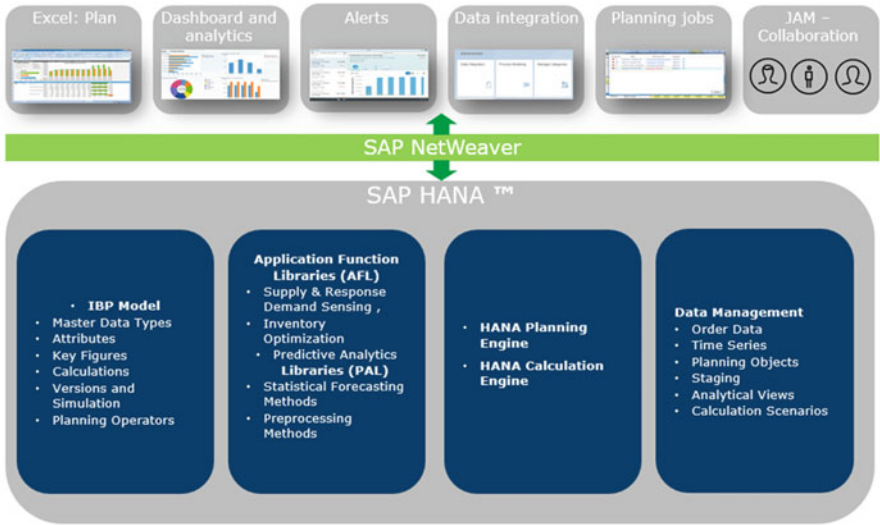 Excel: Plan
Dashboard and
analytics
Alerts
Data integration
Planning jobs
JAM –
Collaboration
SAP NetWeaver
SAP HANA ™
• IBP Model
• Master Data Types
• Attributes
• Key Figures
• Calculations
• Versions and
Simulation
• Planning Operators
Application Function
Libraries (AFL)
• Supply & Response
Demand Sensing ,
• Inventory
Optimization
• Predictive Analytics
Libraries (PAL)
• Statistical Forecasting
Methods
• Preprocessing
Methods
• HANA Planning
Engine
• HANA Calculation
Engine
Data Management
• Order Data
• Time Series
• Planning Objects
• Staging
• Analytical Views
• Calculation Scenarios